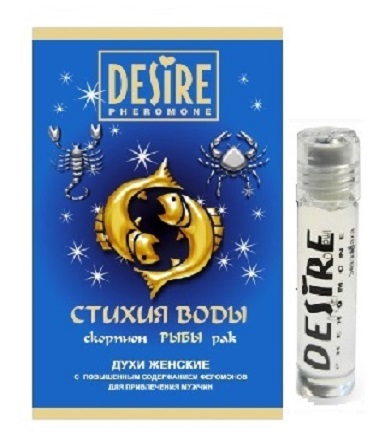 DESIRE
PHEROMONE
СТИХИЯ ВОДЫ
скорпион РЫБЫ рак
ДУХИ ЖЕНСКИЕ
С ПОВЫШЕННЫМ СОДЕРЖАНИЕМ ФЕРОМОНОВ
ДЛЯ ПРИВЛЕЧЕНИЯ МУЖЧИН
DESIRE
PHEROMONE